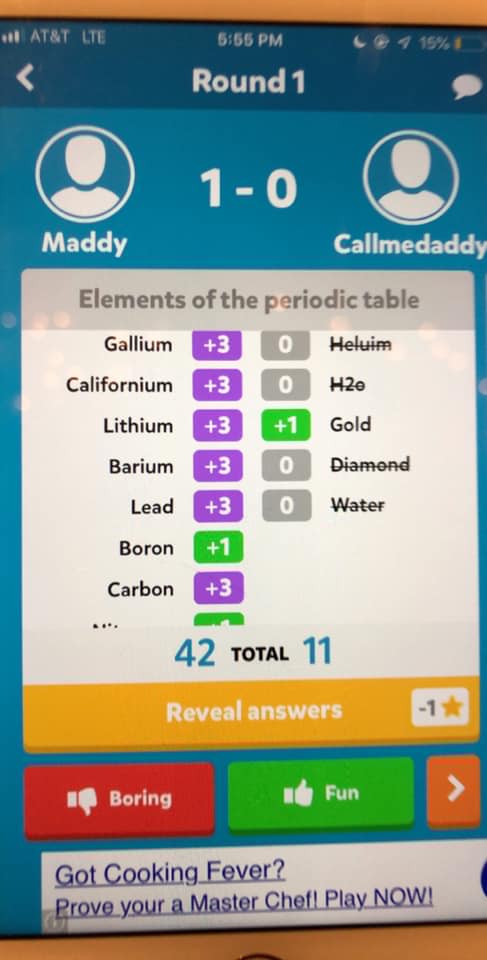 AT&T LTE 5:55 PM 15%
Round 1
1 - 0
Maddy Callmedaddy
Elements of the periodic table
Gallium +3 0 Heluim
Californium +3 0 H2o
Lithium +3 +1 Gold
Barium +3 0 Diamond
Lead +3 0 Water
Boron +1
Carbon +3
42 TOTAL 11
Reveal answers -1
Boring Fun
Got Cooking Fever?
Prove your a Master Chef! Play NOW!